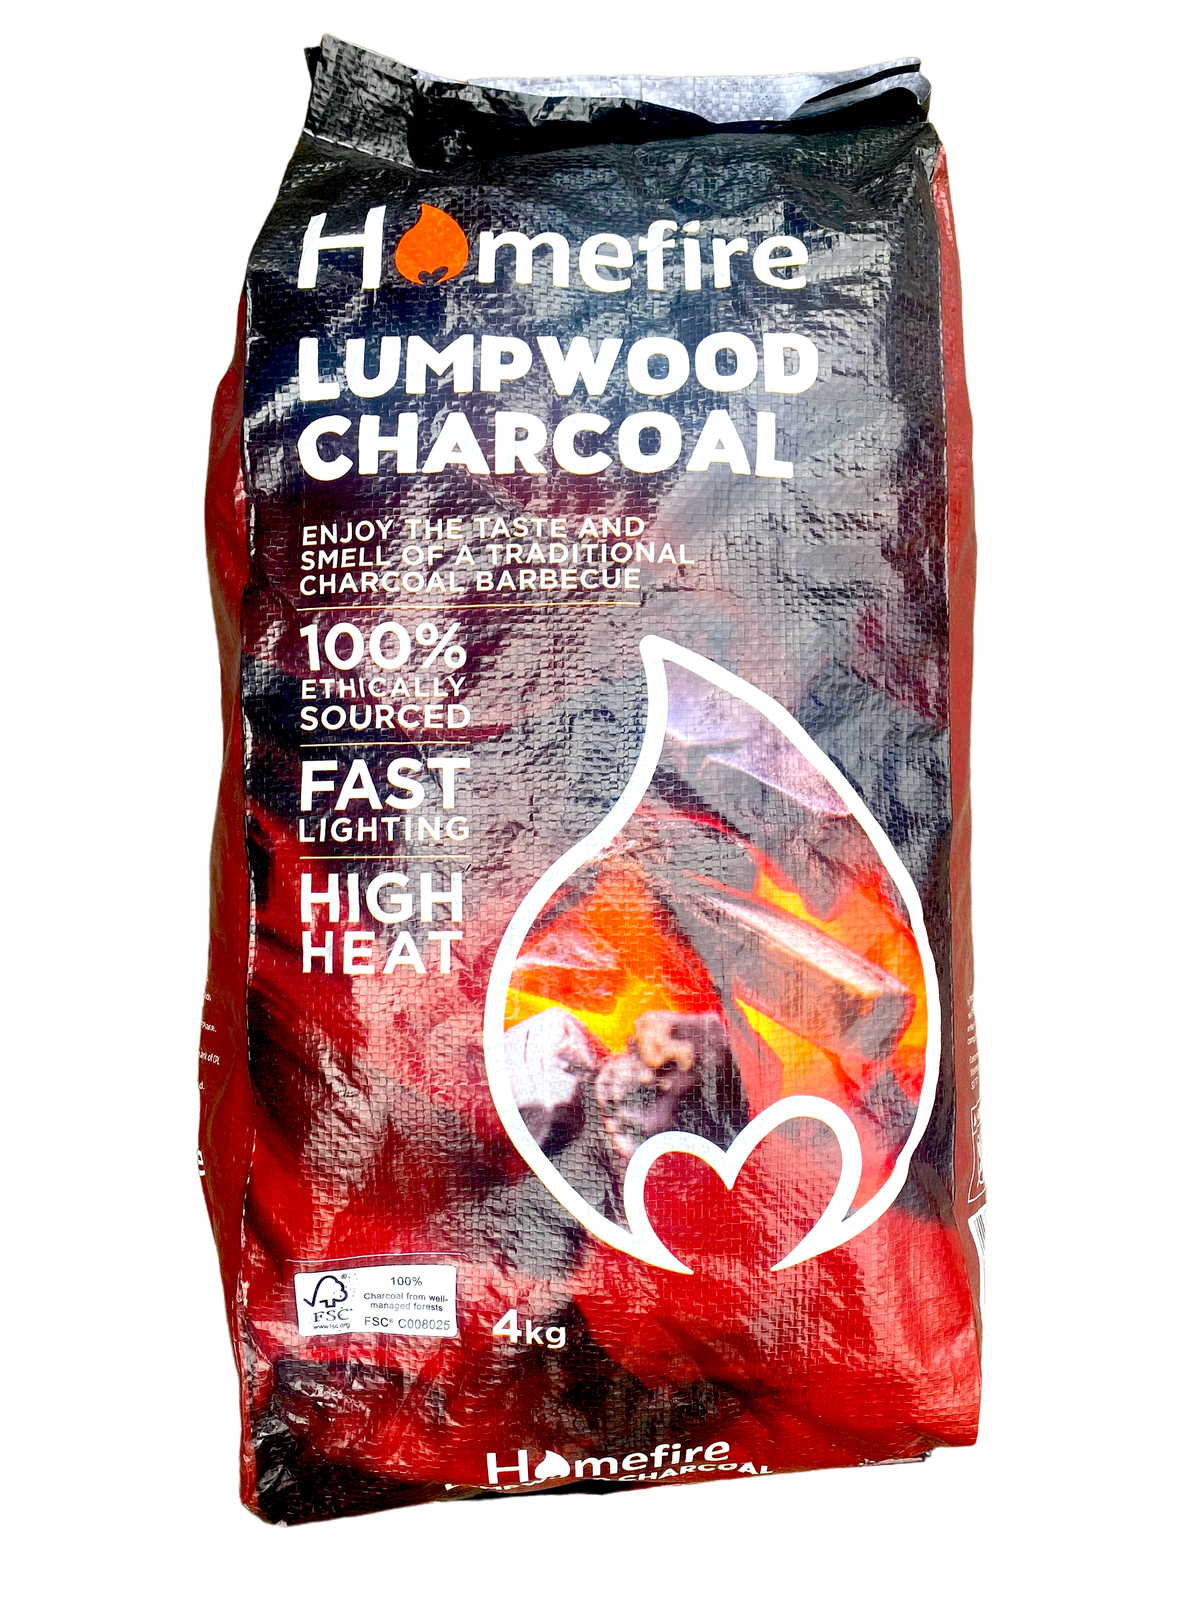 Homefire
LUMPWOOD
CHARCOAL
ENJOY THE TASTE AND
SMELL OF A TRADITIONAL
CHARCOAL BARBECUE
100%
ETHICALLY
SOURCED
FAST
LIGHTING
HIGH
HEAT
FSC®
www.fsc.org
100%
Charcoal from well-
managed forests
FSC® C008025
4kg
Homefire
CHARCOAL